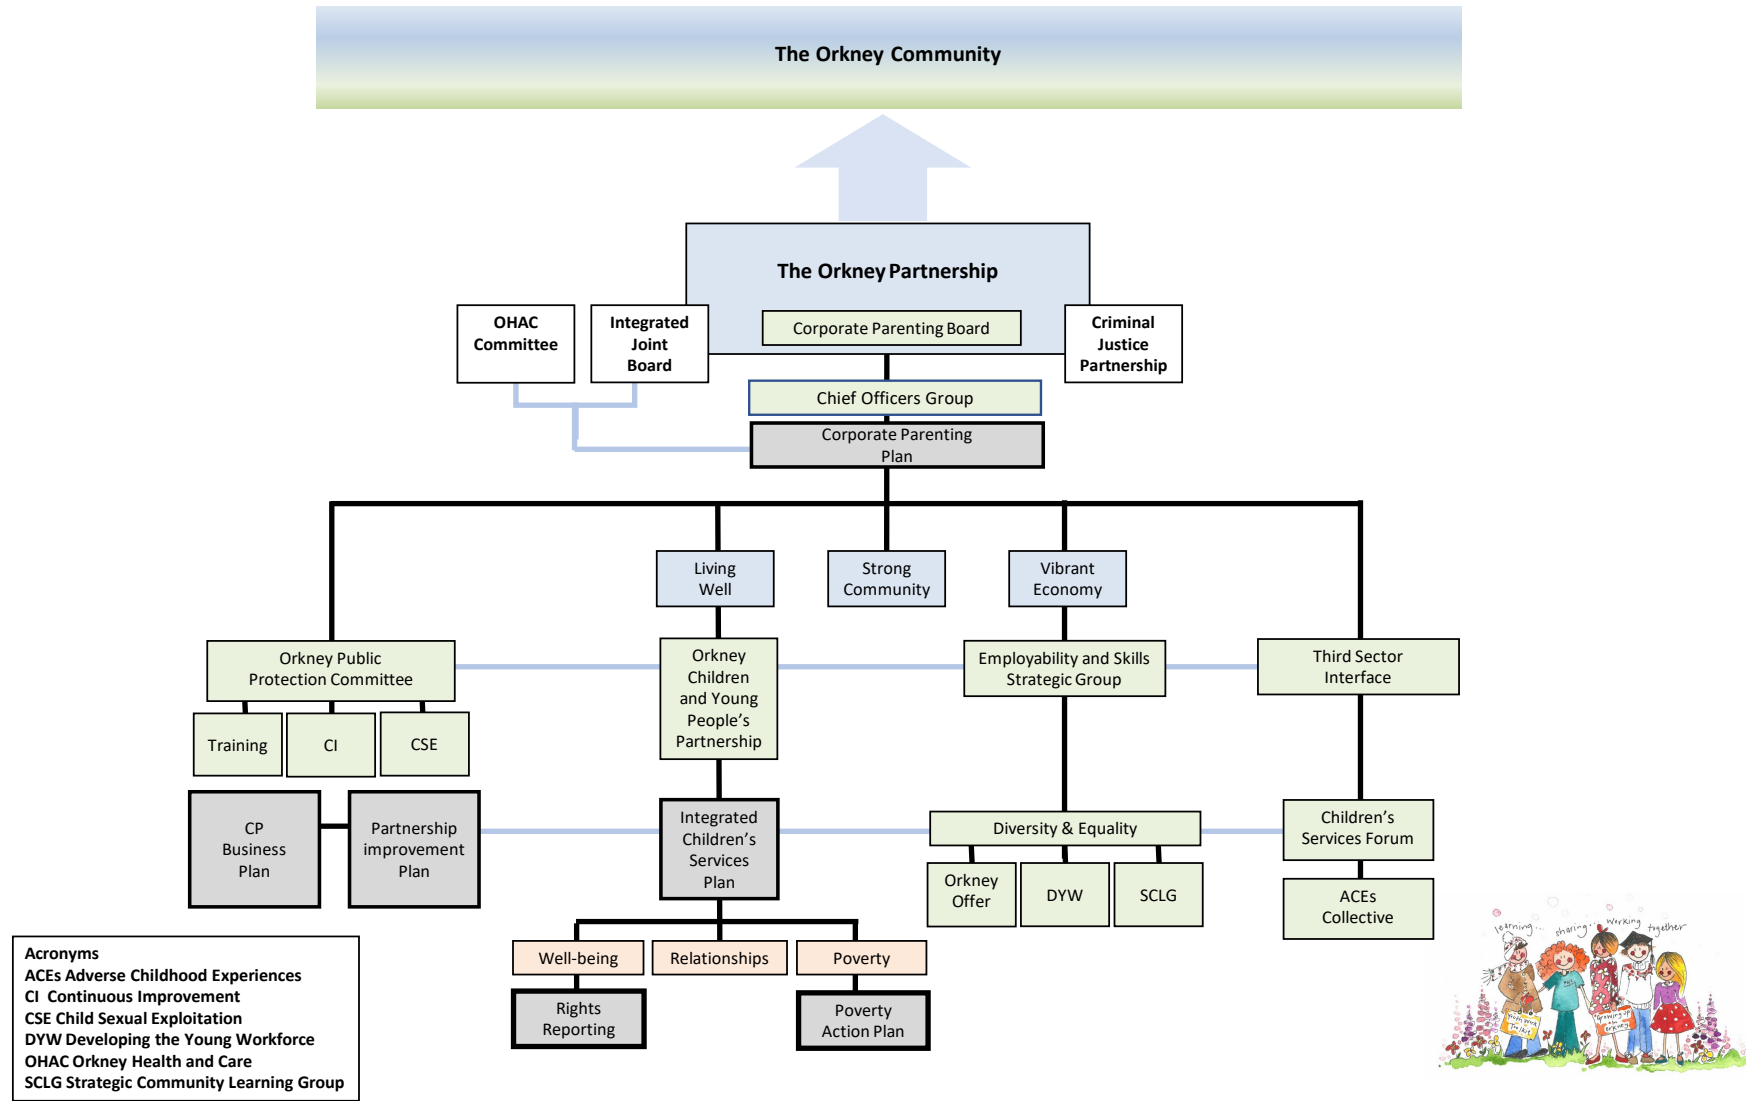 The Orkney Community
The Orkney Partnership
OHAC
Committee
Integrated
Joint
Board
Corporate Parenting Board
Criminal
Justice
Partnership
Chief Officers Group
Corporate Parenting
Plan
Living
Well
Strong
Community
Vibrant
Economy
Orkney Public
Protection Committee
Orkney
Children
and Young
People’s
Partnership
Employability and Skills
Strategic Group
Third Sector
Interface
Training
CI
CSE
CP
Business
Plan
Partnership
improvement
Plan
Integrated
Children’s
Services
Plan
Diversity & Equality
Children’s
Services Forum
Orkney
Offer
DYW
SCLG
ACEs
Collective
Well-being
Relationships
Poverty
Rights
Reporting
Poverty
Action Plan
Acronyms
ACEs Adverse Childhood Experiences
CI Continuous Improvement
CSE Child Sexual Exploitation
DYW Developing the Young Workforce
OHAC Orkney Health and Care
SCLG Strategic Community Learning Group
learning... sharing... working together
Growing up in Orkney